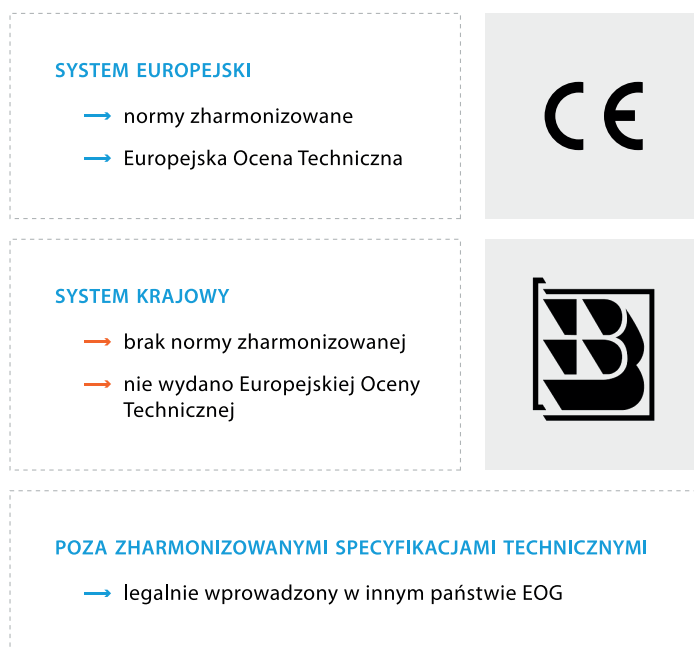 SYSTEM EUROPEJSKI
→ normy zharmonizowane
→ Europejska Ocena Techniczna
CE
SYSTEM KRAJOWY
→ brak normy zharmonizowanej
→ nie wydano Europejskiej Oceny
Technicznej
B
POZA ZHARMONIZOWANYMI SPECYFIKACJAMI TECHNICZNYMI
→ legalnie wprowadzony w innym państwie EOG